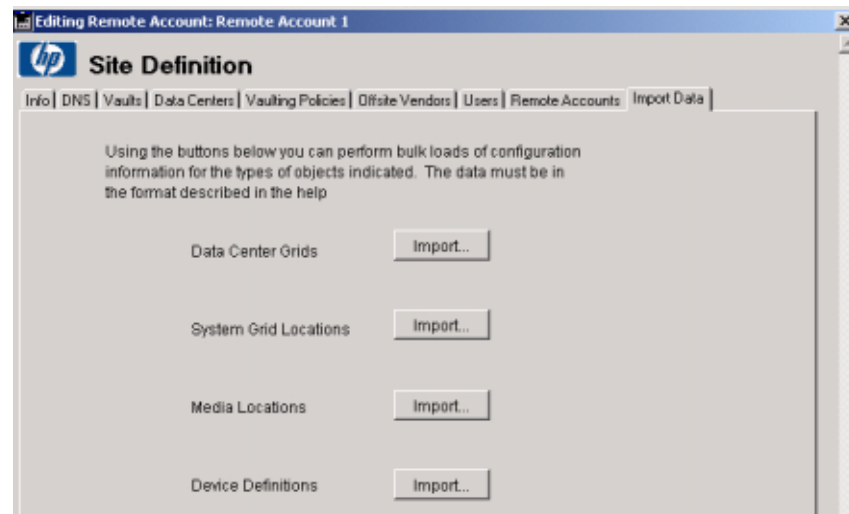 Editing Remote Account: Remote Account 1
hp
Site Definition
Info DNS Vaults Data Centers Vaulting Policies Offsite Vendors Users Remote Accounts Import Data
Using the buttons below you can perform bulk loads of configuration
information for the types of objects indicated. The data must be in
the format described in the help
Data Center Grids Import...
System Grid Locations Import...
Media Locations Import...
Device Definitions Import...